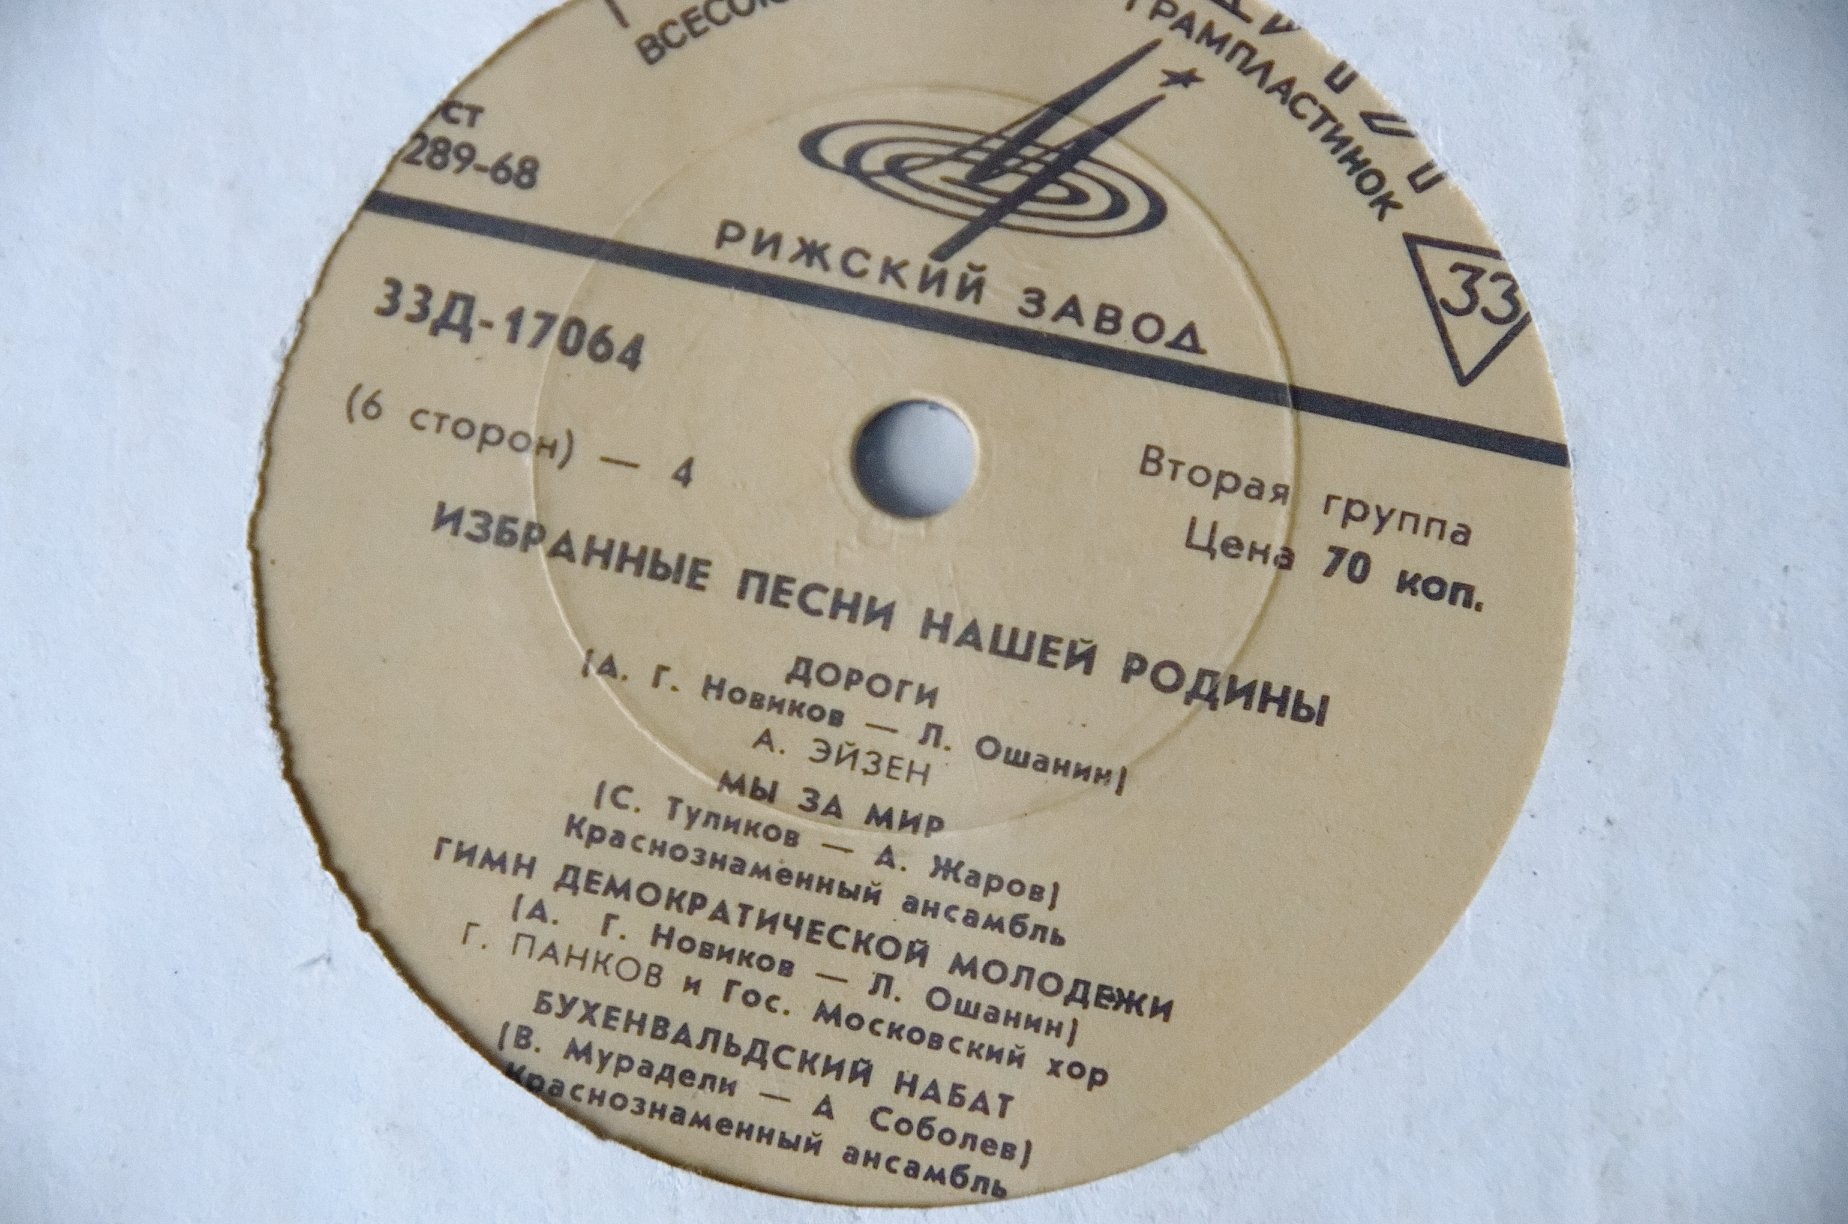 ГРАМПЛАСТИНОК
289-68
РИЖСКИЙ ЗАВОД
33
33Д-17064
(6 сторон) — 4
Вторая группа
Цена 70 коп.
ИЗБРАННЫЕ ПЕСНИ НАШЕЙ РОДИНЫ
ДОРОГИ
(А. Г. Новиков — Л. Ошанин)
А. ЭЙЗЕН
МЫ ЗА МИР
(С. Туликов — А. Жаров)
Краснознаменный ансамбль
ГИМН ДЕМОКРАТИЧЕСКОЙ МОЛОДЕЖИ
(А. Г. Новиков — Л. Ошанин)
Г. ПАНКОВ и Гос. Московский хор
БУХЕНВАЛЬДСКИЙ НАБАТ
(В. Мурадели — А Соболев)
Краснознаменный ансамбль